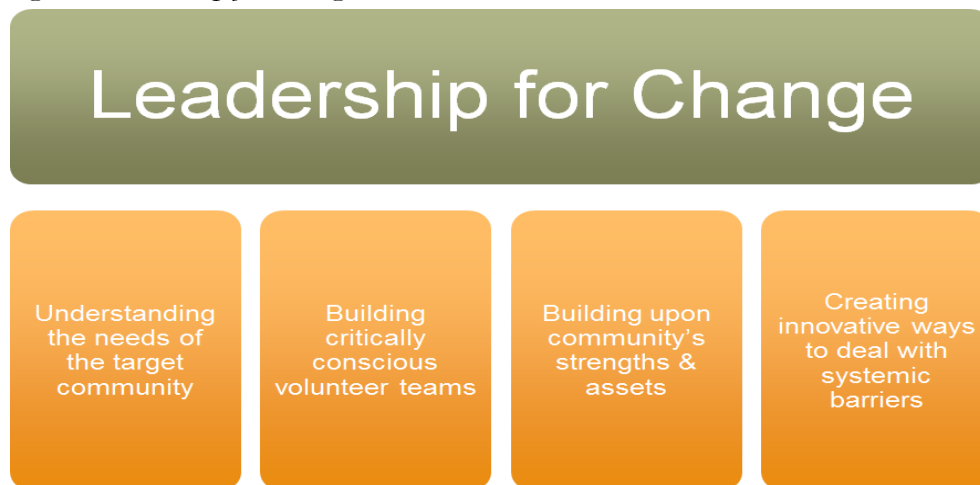 Leadership for Change
Understanding
the needs of
the target
community
Building
critically
conscious
volunteer teams
Building upon
community’s
strengths &
assets
Creating
innovative ways
to deal with
systemic
barriers